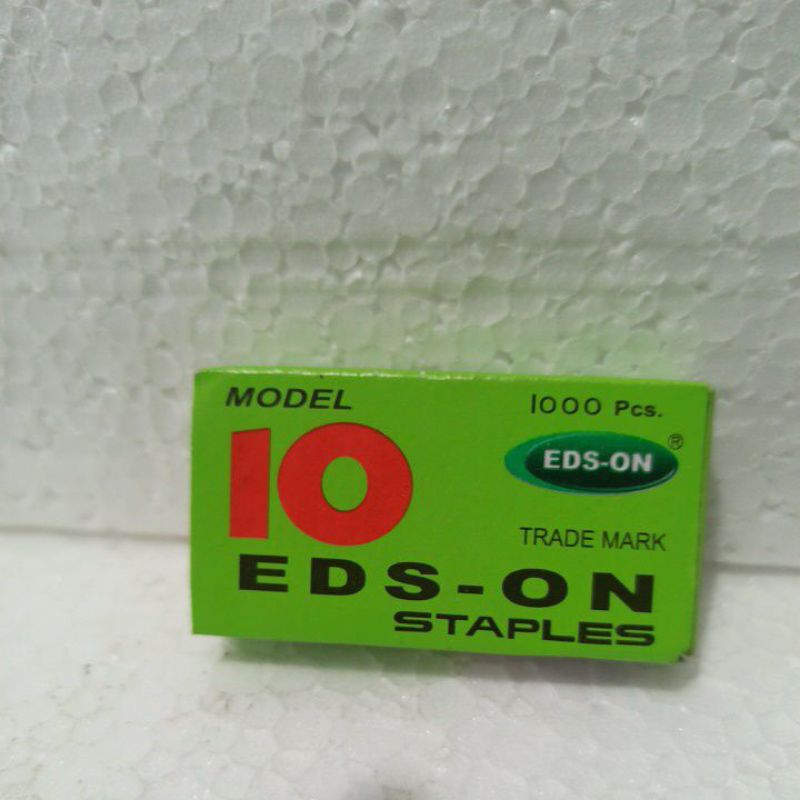 MODEL
1000 Pcs.
10
EDS-ON
®
TRADE MARK
EDS-ON
STAPLES